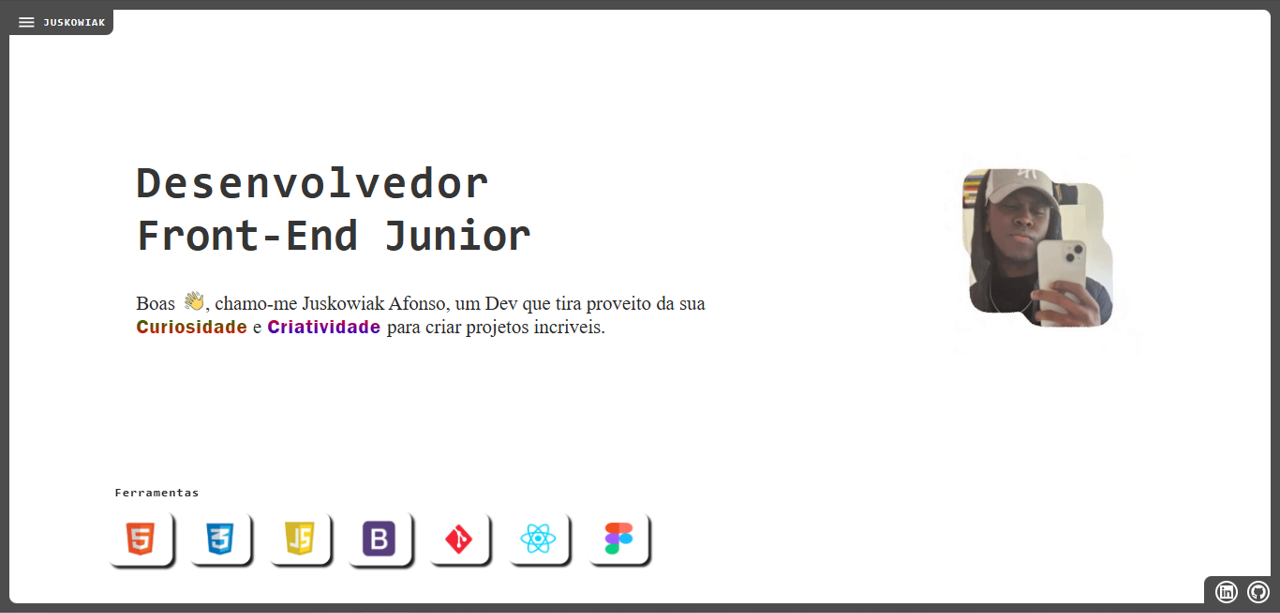 JUSKOWIAK
Desenvolvedor
Front-End Junior
Boas 👋, chamo-me Juskowiak Afonso, um Dev que tira proveito da sua
Curiosidade e Criatividade para criar projetos incriveis.
Ferramentas
5
3
JS
B
in